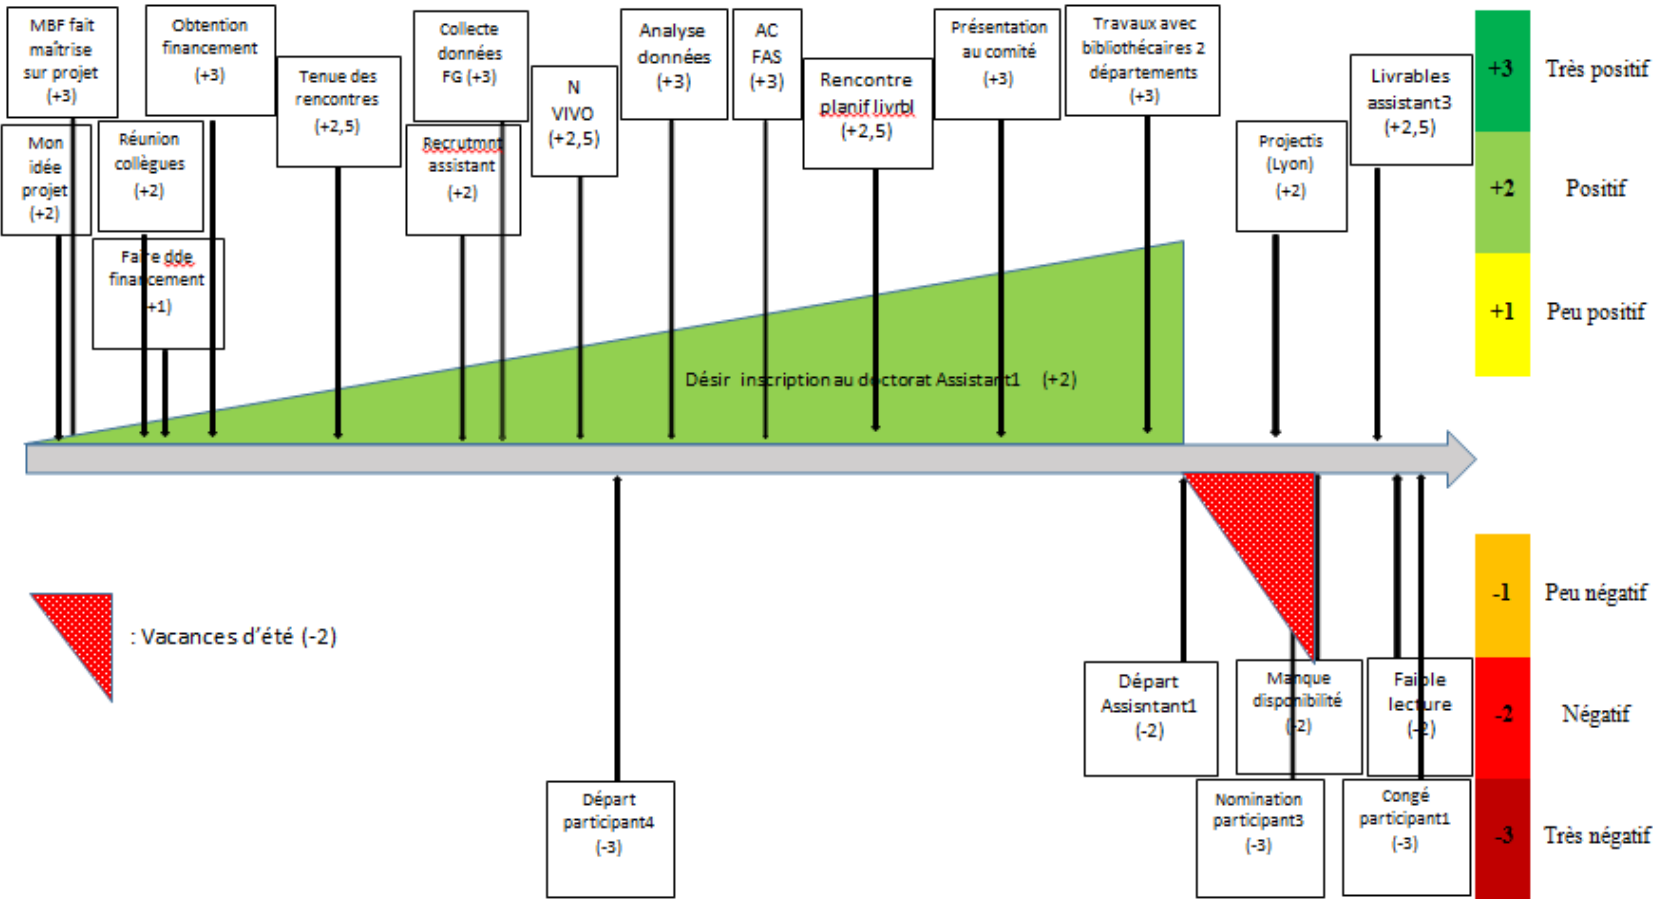 MBF fait
maîtrise
sur projet
(+3)
Mon
idée
projet
(+2)
Réunion
collègues
(+2)
Faire dde
financement
+1)
Obtention
financement
(+3)
Tenue des
rencontres
(+2,5)
Collecte
données
FG (+3)
Recrutmnt
assistant
(+2)
N
VIVO
(+2,5)
Analyse
données
(+3)
AC
FAS
(+3)
Rencontre
planif livrbl
(+2,5)
Présentation
au comité
(+3)
Travaux avec
bibliothécaires 2
départements
(+3)
Projectis
(Lyon)
(+2)
Livrables
assistant3
(+2,5)
+3 Très positif
+2 Positif
+1 Peu positif
Désir inscription au doctorat Assistant1 (+2)
: Vacances d'été (-2)
Départ
participant4
(-3)
Départ
Assisntant1
(-2)
Manque
disponibilité
(-2)
Faible
lecture
(-2)
Nomination
participant3
(-3)
Congé
participant1
(-3)
-1 Peu négatif
-2 Négatif
-3 Très négatif